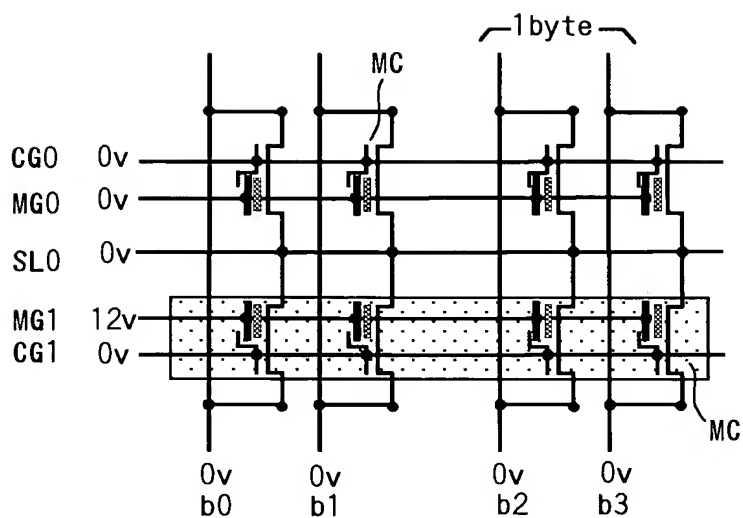 1byte
MC
CG0 0v
MG0 0v
SL0 0v
MG1 12v
CG1 0v
MC
0v 0v 0v 0v
b0 b1 b2 b3